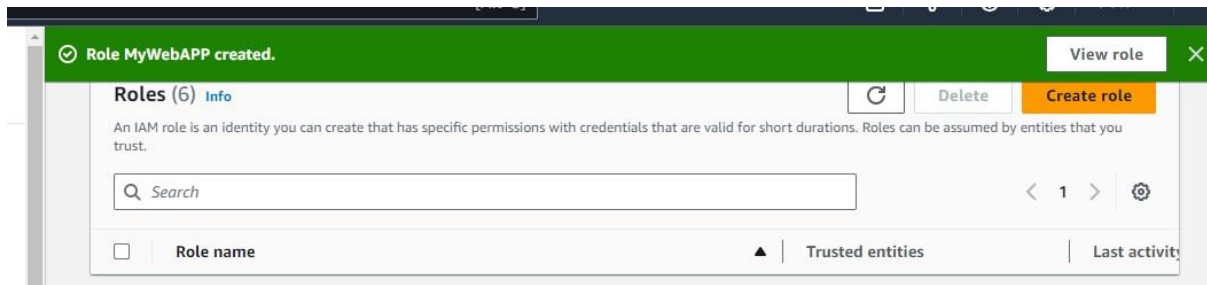 Role MyWebAPP created.
View role
Roles (6) Info
Delete
Create role
An IAM role is an identity you can create that has specific permissions with credentials that are valid for short durations. Roles can be assumed by entities that you
trust.
Search
1
Role name
Trusted entities
Last activity